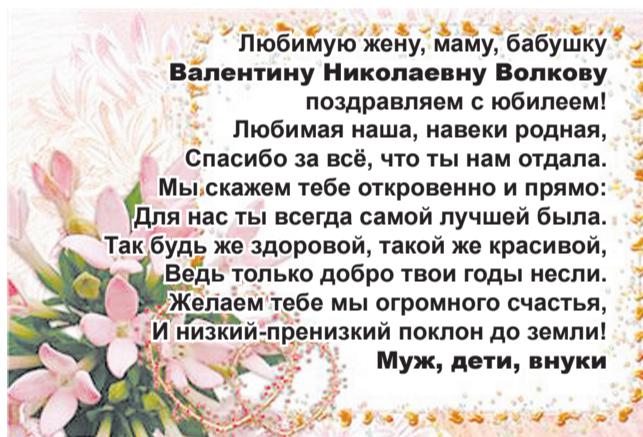 Любимую жену, маму, бабушку
Валентину Николаевну Волкову
поздравляем с юбилеем!
Любимая наша, навеки родная,
Спасибо за всё, что ты нам отдала.
Мы скажем тебе откровенно и прямо:
Для нас ты всегда самой лучшей была.
Так будь же здоровой, такой же красивой,
Ведь только добро твои годы несли.
Желаем тебе мы огромного счастья,
И низкий-пренизкий поклон до земли!
Муж, дети, внуки